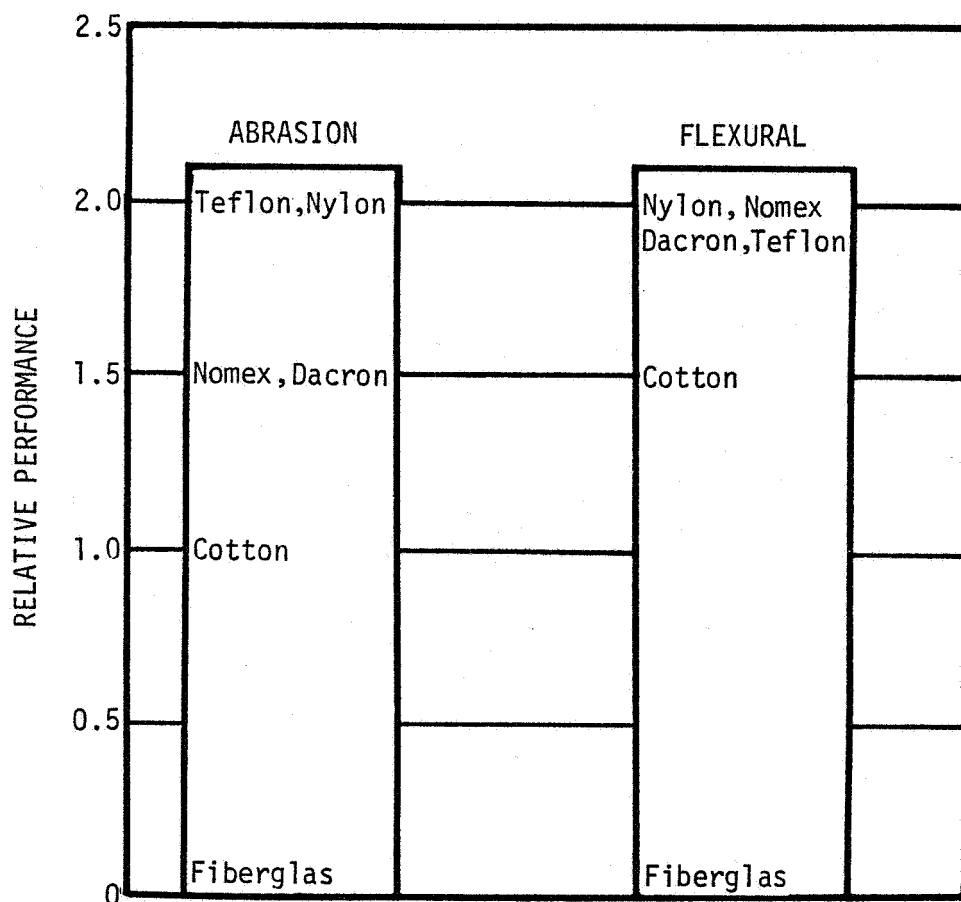 2.5
ABRASION
FLEXURAL
2.0
Teflon,Nylon
Nylon, Nomex
Dacron,Teflon
1.5
Nomex, Dacron
Cotton
1.0
Cotton
0.5
Fiberglas
Fiberglas
0
RELATIVE PERFORMANCE